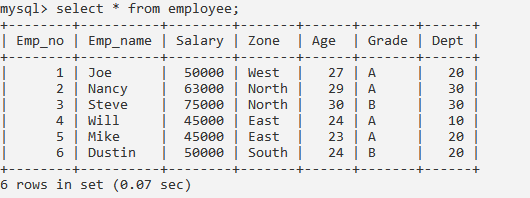 mysql> select * from employee;
+--------+----------+--------+-------+------+-------+------+
| Emp_no | Emp_name | Salary | Zone  | Age  | Grade | Dept |
+--------+----------+--------+-------+------+-------+------+
|      1 | Joe      |  50000 | West  |   27 | A     |   20 |
|      2 | Nancy    |  63000 | North |   29 | A     |   30 |
|      3 | Steve    |  75000 | North |   30 | B     |   30 |
|      4 | Will     |  45000 | East  |   24 | A     |   10 |
|      5 | Mike     |  45000 | East  |   23 | A     |   20 |
|      6 | Dustin   |  50000 | South |   24 | B     |   20 |
+--------+----------+--------+-------+------+-------+------+
6 rows in set (0.07 sec)